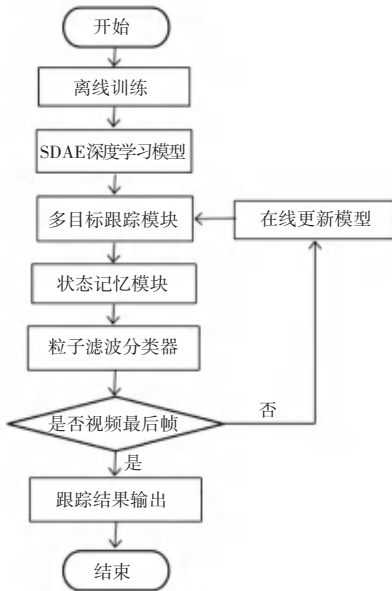 开始
离线训练
SDAE深度学习模型
多目标跟踪模块
在线更新模型
状态记忆模块
粒子滤波分类器
是否视频最后帧
否
是
跟踪结果输出
结束